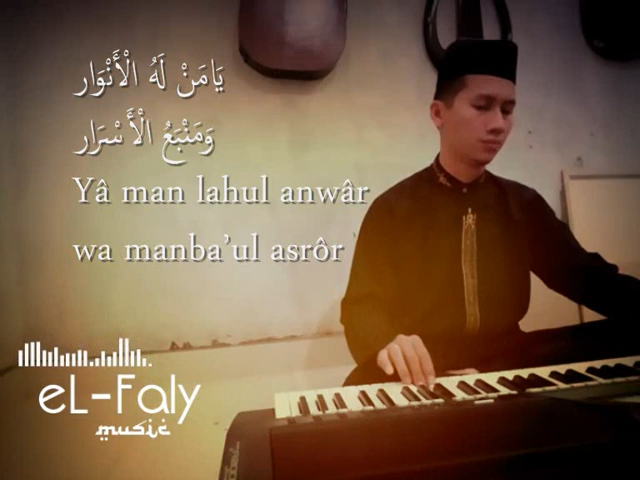 يَامَنْ لَهُ الْأَنْوَار
وَمَنْبَعُ الْأَسْرَار
Yâ man lahul anwâr
wa manba’ul asrôr
eL-Faly
music